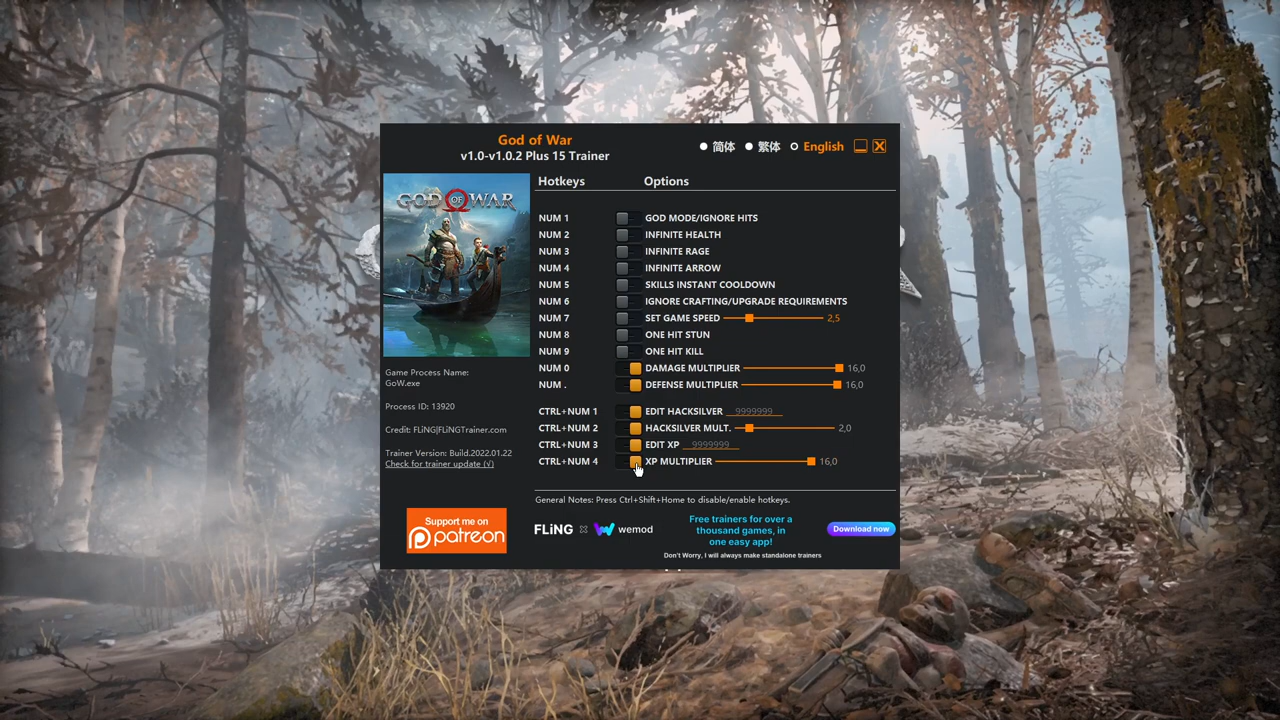 God of War
v1.0-v1.0.2 Plus 15 Trainer
简体 繁体 English
GOD OF WAR
Game Process Name:
GoW.exe
Process ID: 13920
Credit: FLiNG|FLiNGTrainer.com
Trainer Version: Build.2022.01.22
Check for trainer update (√)
Support me on
patreon
Hotkeys Options
NUM 1 GOD MODE/IGNORE HITS
NUM 2 INFINITE HEALTH
NUM 3 INFINITE RAGE
NUM 4 INFINITE ARROW
NUM 5 SKILLS INSTANT COOLDOWN
NUM 6 IGNORE CRAFTING/UPGRADE REQUIREMENTS
NUM 7 SET GAME SPEED 2,5
NUM 8 ONE HIT STUN
NUM 9 ONE HIT KILL
NUM 0 DAMAGE MULTIPLIER 16,0
NUM . DEFENSE MULTIPLIER 16,0
CTRL+NUM 1 EDIT HACKSILVER 9999999
CTRL+NUM 2 HACKSILVER MULT. 2,0
CTRL+NUM 3 EDIT XP 9999999
CTRL+NUM 4 XP MULTIPLIER 16,0
General Notes: Press Ctrl+Shift+Home to disable/enable hotkeys.
FLiNG wemod
Free trainers for over a
thousand games, in
one easy app!
Download now
Don't Worry, I will always make standalone trainers